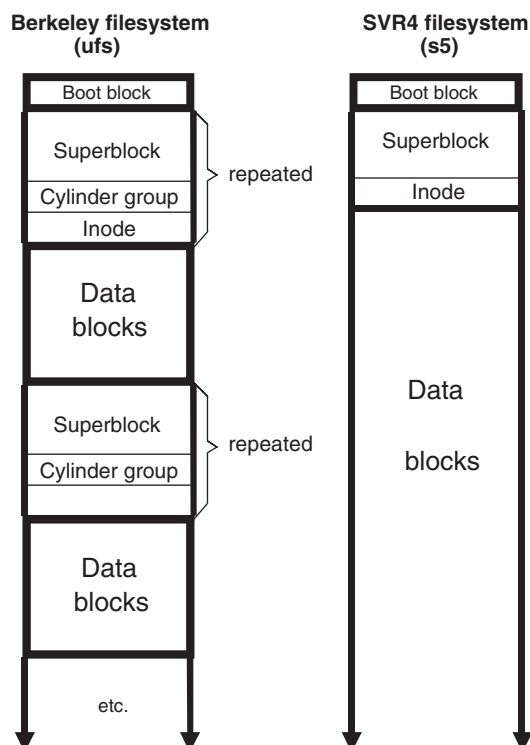 Berkeley filesystem
(ufs)
Boot block
Superblock
Cylinder group
Inode
repeated
Data
blocks
Superblock
Cylinder group
repeated
Data
blocks
etc.
SVR4 filesystem
(s5)
Boot block
Superblock
Inode
Data
blocks